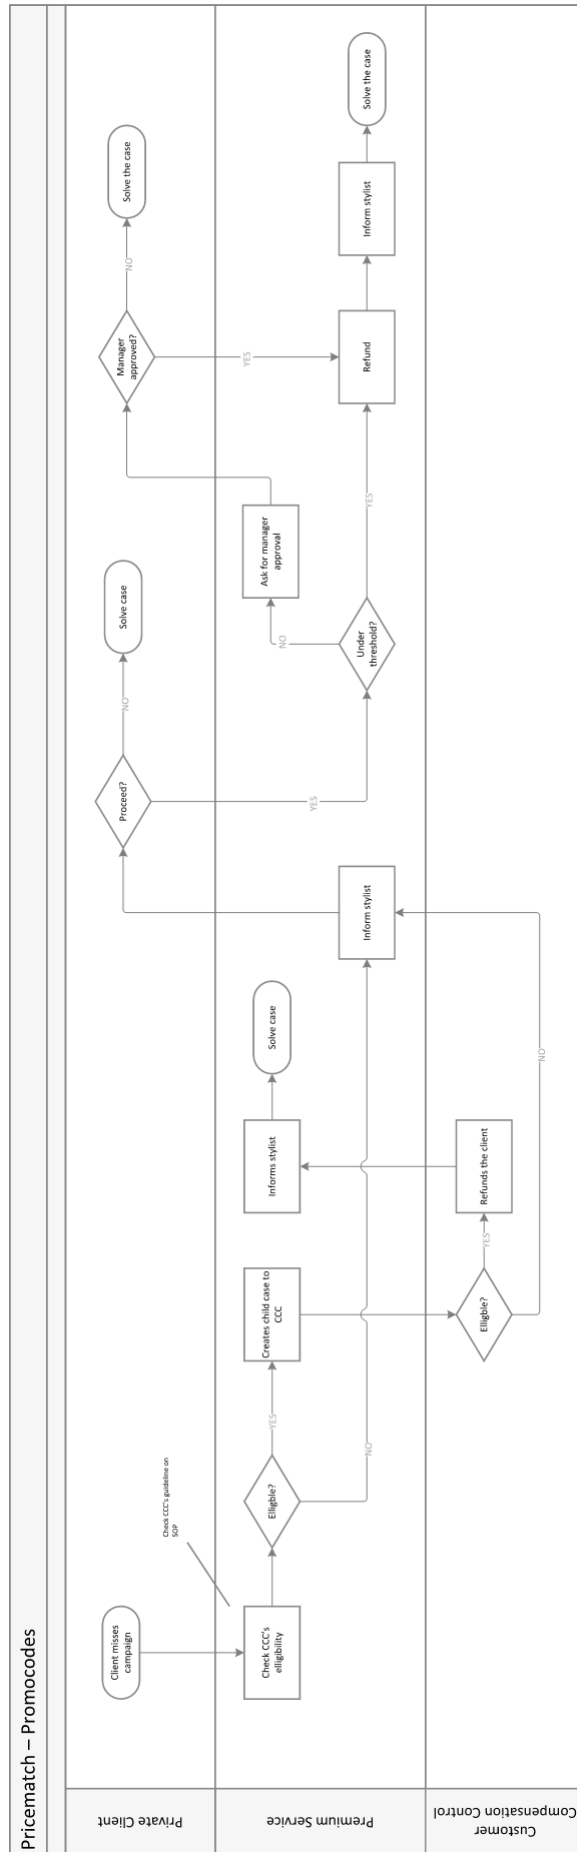 Pricematch – Promocodes
Private Client
Premium Service
Customer
Compensation Control
Client misses
campaign
Check CCC's guideline on
SOP
Check CCC's
elligibility
Elligble?
YES
NO
Creates child case to
CCC
Elligble?
YES
NO
Refunds the client
Informs stylist
Solve case
Inform stylist
Proceed?
NO
YES
Solve case
Under
threshold?
NO
YES
Ask for manager
approval
Manager
approved?
NO
YES
Solve the case
Refund
Inform stylist
Solve the case